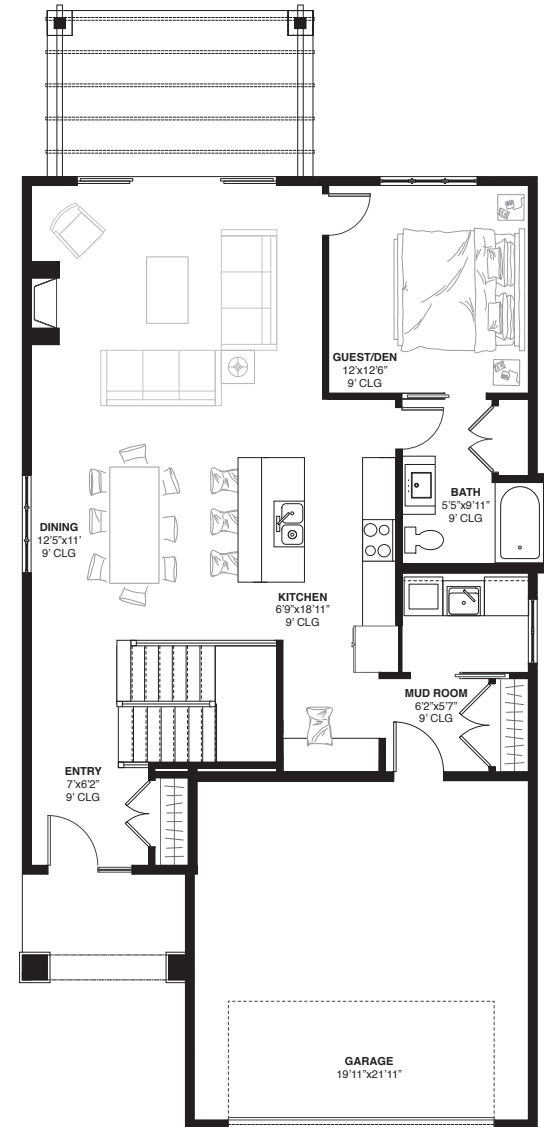 GUEST/DEN
12'x12'6"
9' CLG
BATH
5'5"x9'11"
9' CLG
DINING
12'5"x11'
9' CLG
KITCHEN
6'9"x18'11"
9' CLG
MUD ROOM
6'2"x5'7"
9' CLG
ENTRY
7'x6'2"
9' CLG
GARAGE
19'11"x21'11"